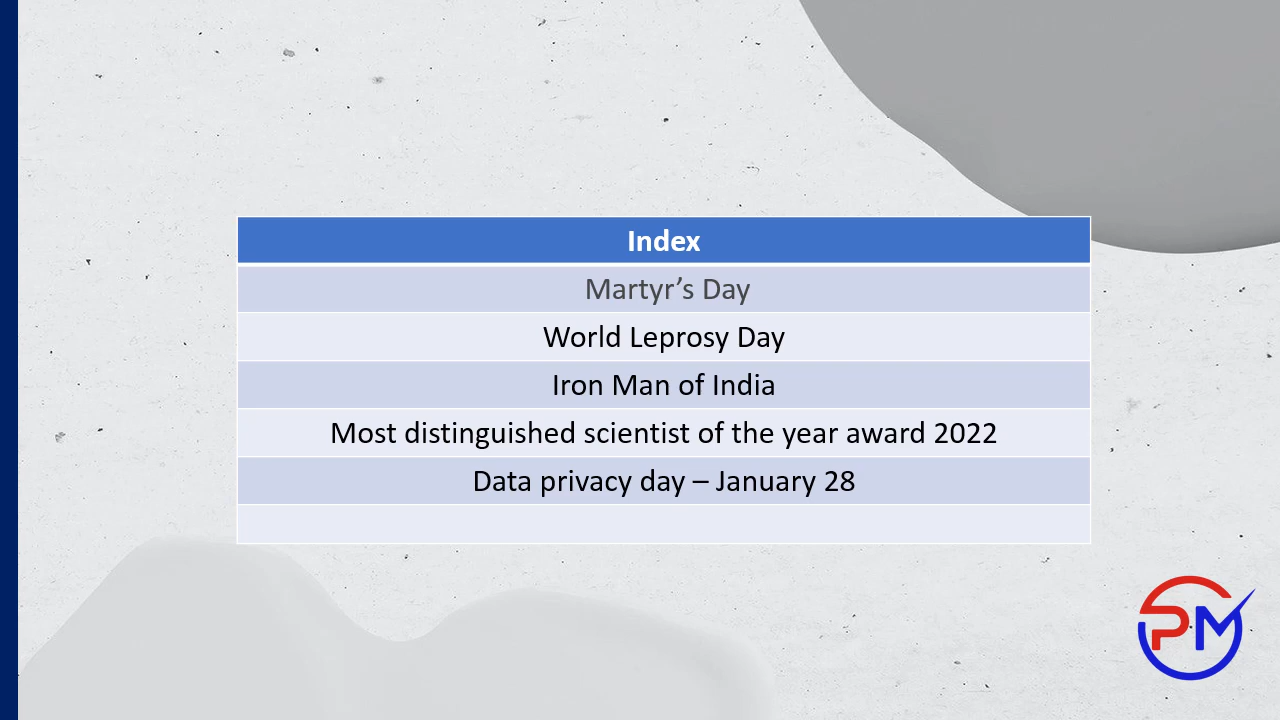 Index
Martyr’s Day
World Leprosy Day
Iron Man of India
Most distinguished scientist of the year award 2022
Data privacy day – January 28
PM